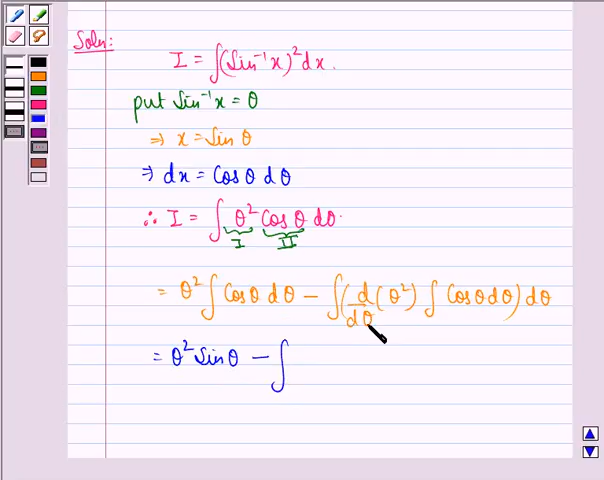 Soln:
I = ∫(Sin⁻¹x)² dx.
put Sin⁻¹x = θ
⇒ x = Sin θ
⇒ dx = Cos θ dθ
∴ I = ∫ θ² Cos θ dθ.
I II
= θ² ∫ Cos θ dθ − ∫( d/dθ (θ²) ∫ Cos θ dθ ) dθ
= θ² Sin θ − ∫